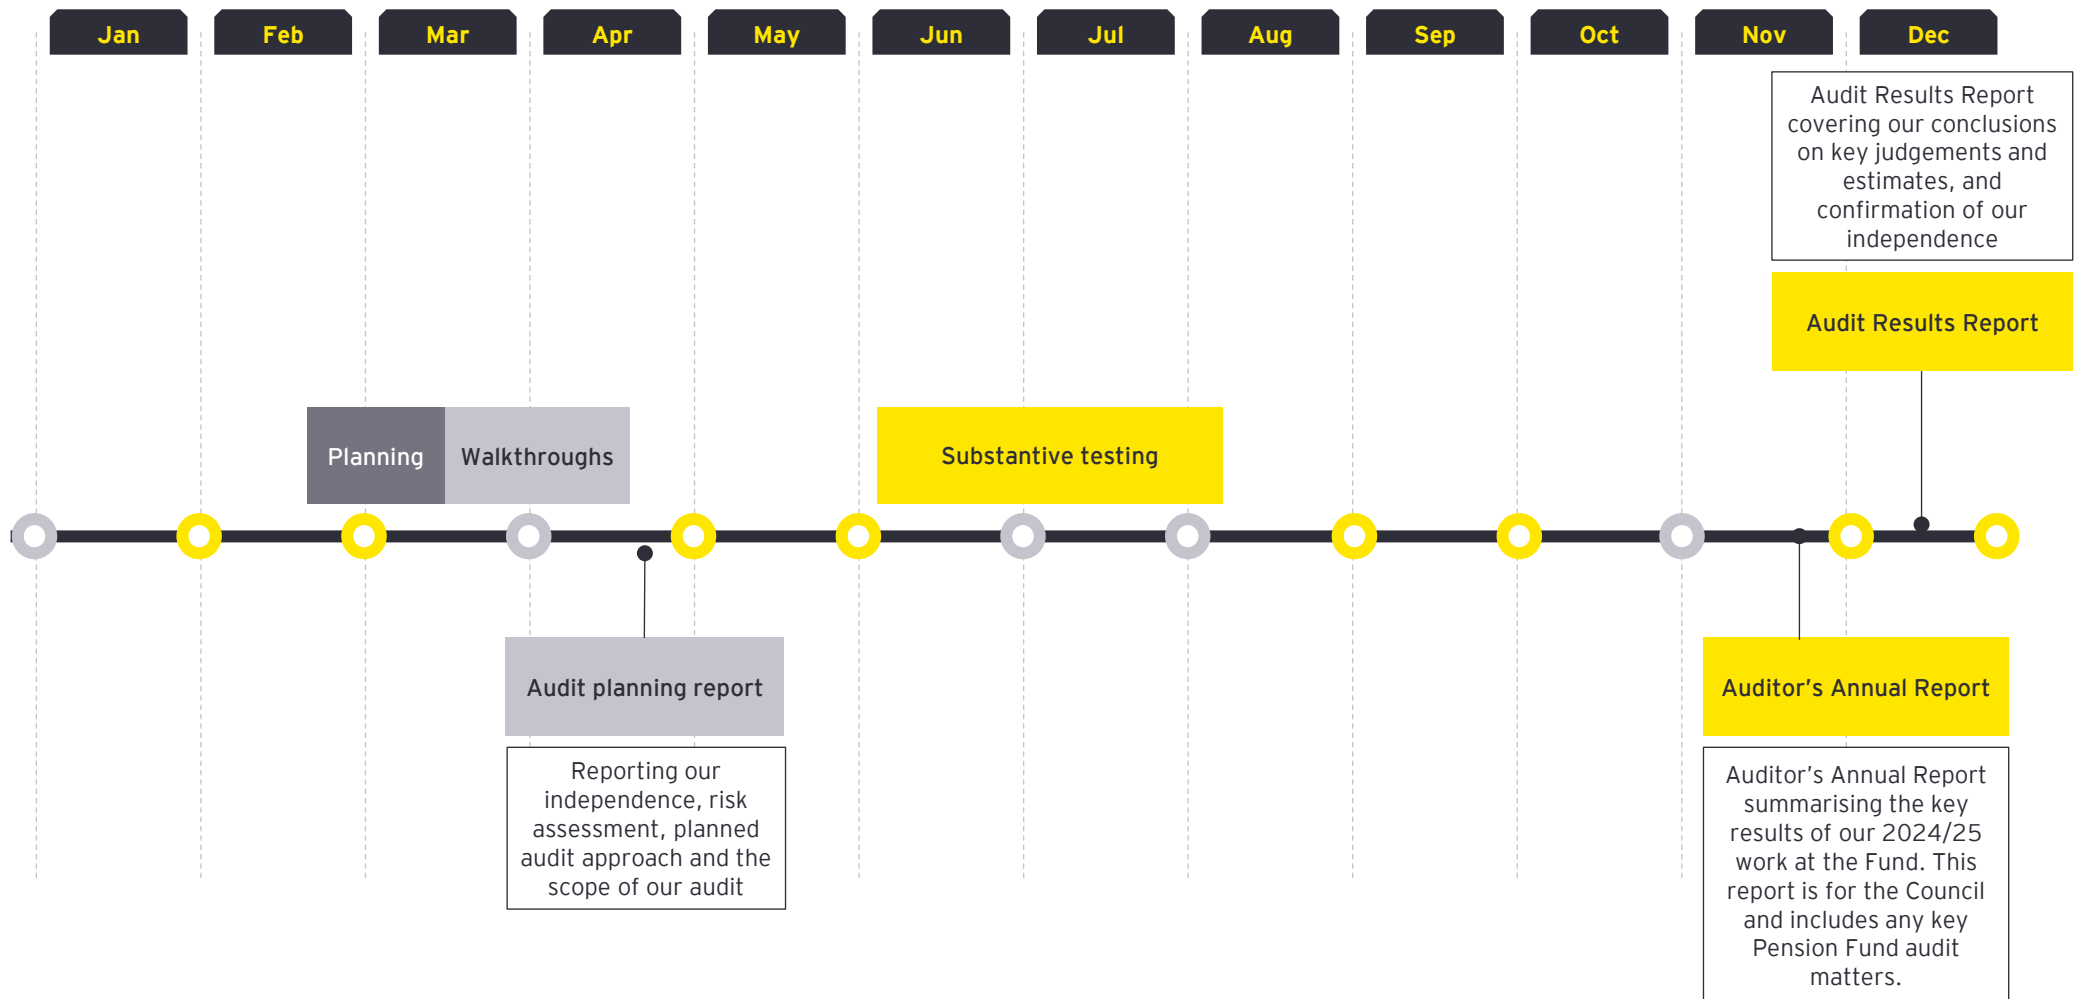 Jan
Feb
Mar
Apr
May
Jun
Jul
Aug
Sep
Oct
Nov
Dec
Audit Results Report
covering our conclusions
on key judgements and
estimates, and
confirmation of our
independence
Audit Results Report
Planning
Walkthroughs
Substantive testing
Audit planning report
Reporting our
independence, risk
assessment, planned
audit approach and the
scope of our audit
Auditor’s Annual Report
Auditor’s Annual Report
summarising the key
results of our 2024/25
work at the Fund. This
report is for the Council
and includes any key
Pension Fund audit
matters.